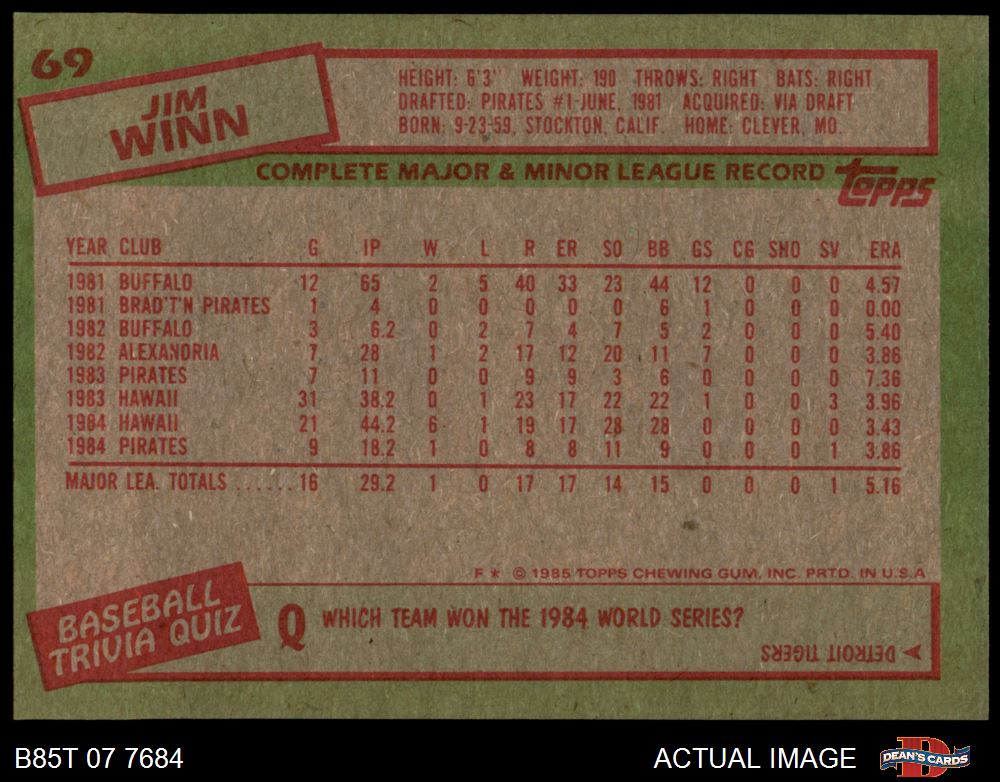 69
JIM
WINN
HEIGHT: 6'3" WEIGHT: 190 THROWS: RIGHT BATS: RIGHT
DRAFTED: PIRATES #1-JUNE, 1981 ACQUIRED: VIA DRAFT
BORN: 9-23-59, STOCKTON, CALIF. HOME: CLEVER, MO.
COMPLETE MAJOR & MINOR LEAGUE RECORD
Topps
YEAR CLUB G IP W L R ER SO BB GS CG SHO SV ERA
1981 BUFFALO 12 65 2 5 40 33 23 44 12 0 0 0 4.57
1981 BRAD'T'N PIRATES 1 4 0 0 0 0 0 6 1 0 0 0 0.00
1982 BUFFALO 3 6.2 0 2 7 4 7 5 2 0 0 0 5.40
1982 ALEXANDRIA 7 28 1 2 17 12 20 11 7 0 0 0 3.86
1983 PIRATES 7 11 0 0 9 9 3 6 0 0 0 0 7.36
1983 HAWAII 31 38.2 0 1 23 17 22 22 1 0 0 3 3.96
1984 HAWAII 21 44.2 6 1 19 17 28 28 0 0 0 0 3.43
1984 PIRATES 9 18.2 1 0 8 8 11 9 0 0 0 1 3.86
MAJOR LEA. TOTALS ......16 29.2 1 0 17 17 14 15 0 0 0 1 5.16
F * © 1985 TOPPS CHEWING GUM, INC. PRTD. IN U.S.A
BASEBALL
TRIVIA QUIZ
Q WHICH TEAM WON THE 1984 WORLD SERIES?
DETROIT TIGERS
B85T 07 7684
ACTUAL IMAGE
DEAN'S CARDS